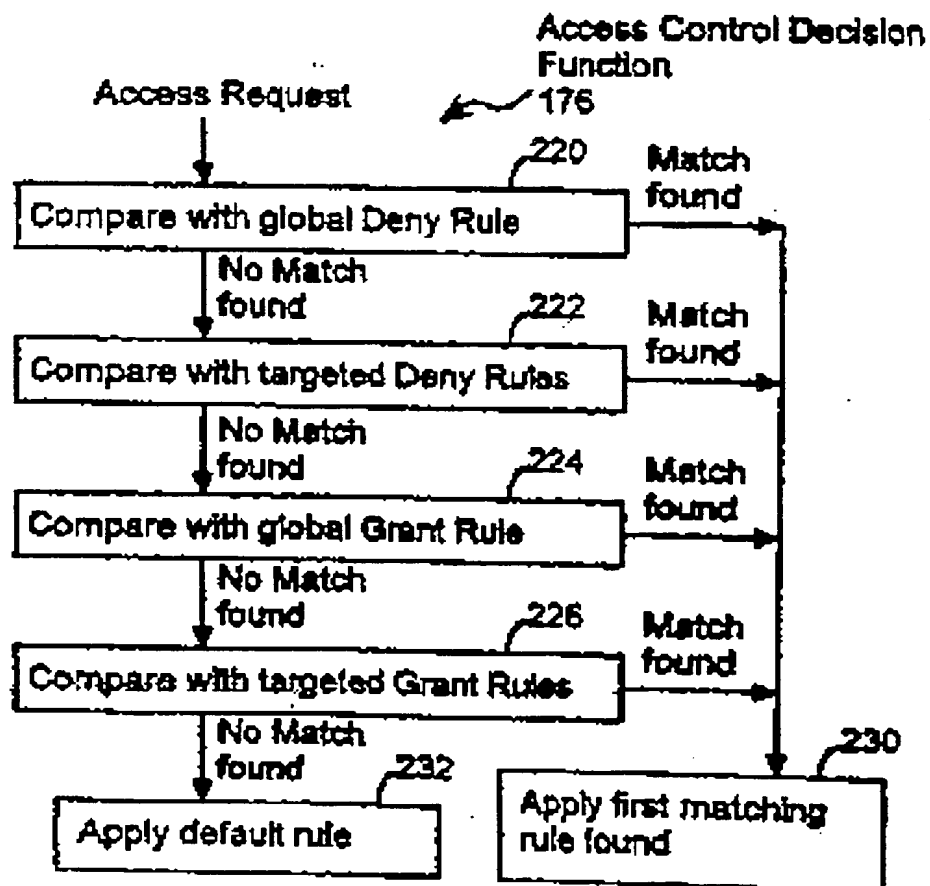 Access Control Decision
Function
176
Access Request
220
Match
found
Compare with global Deny Rule
No Match
found
222
Match
found
Compare with targeted Deny Rules
No Match
found
224
Match
found
Compare with global Grant Rule
No Match
found
226
Match
found
Compare with targeted Grant Rules
No Match
found
232
230
Apply default rule
Apply first matching
rule found